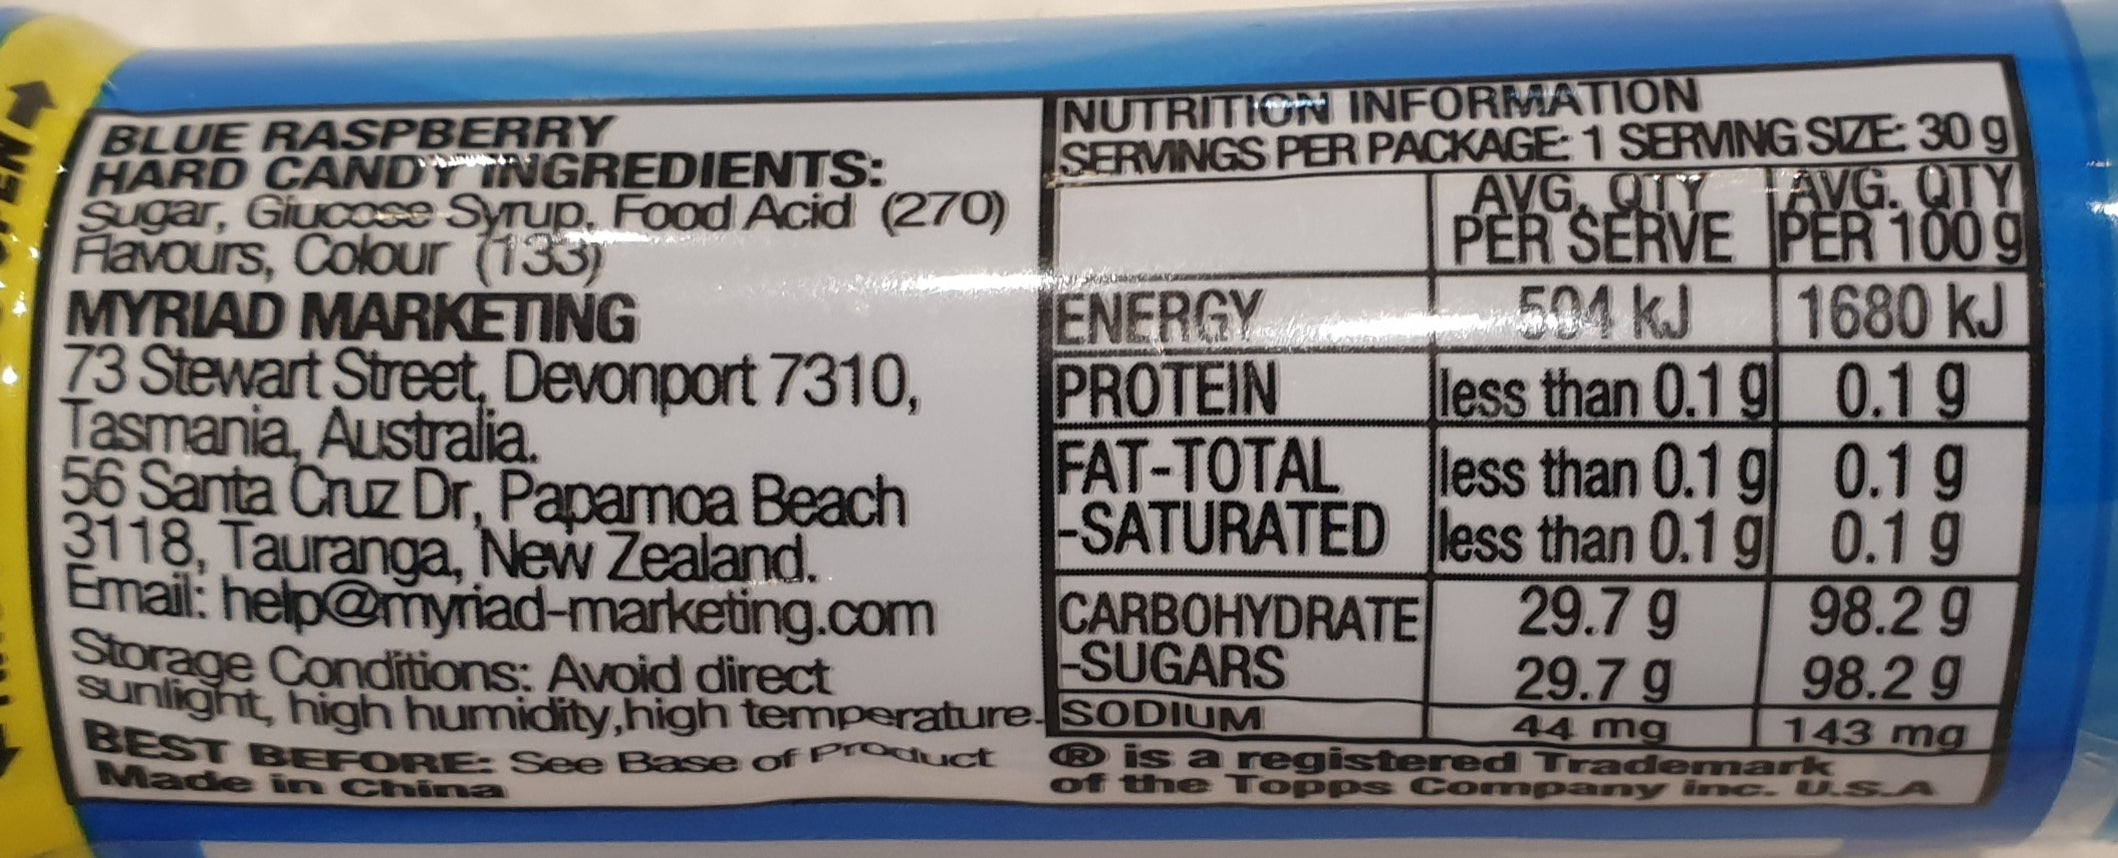 BLUE RASPBERRY
HARD CANDY INGREDIENTS:
Sugar, Glucose Syrup, Food Acid (270)
Flavours, Colour (133)
MYRIAD MARKETING
73 Stewart Street, Devonport 7310,
Tasmania, Australia.
56 Santa Cruz Dr, Papamoa Beach
3118, Tauranga, New Zealand.
Email: help@myriad-marketing.com
Storage Conditions: Avoid direct
sunlight, high humidity,high temperature.
BEST BEFORE: See Base of Product
Made in China
NUTRITION INFORMATION
SERVINGS PER PACKAGE: 1 SERVING SIZE: 30 g
AVG. QTY PER SERVE AVG. QTY PER 100 g
ENERGY 504 kJ 1680 kJ
PROTEIN less than 0.1 g 0.1 g
FAT-TOTAL less than 0.1 g 0.1 g
-SATURATED less than 0.1 g 0.1 g
CARBOHYDRATE 29.7 g 98.2 g
-SUGARS 29.7 g 98.2 g
SODIUM 44 mg 143 mg
® is a registered Trademark
of the Topps Company inc. U.S.A